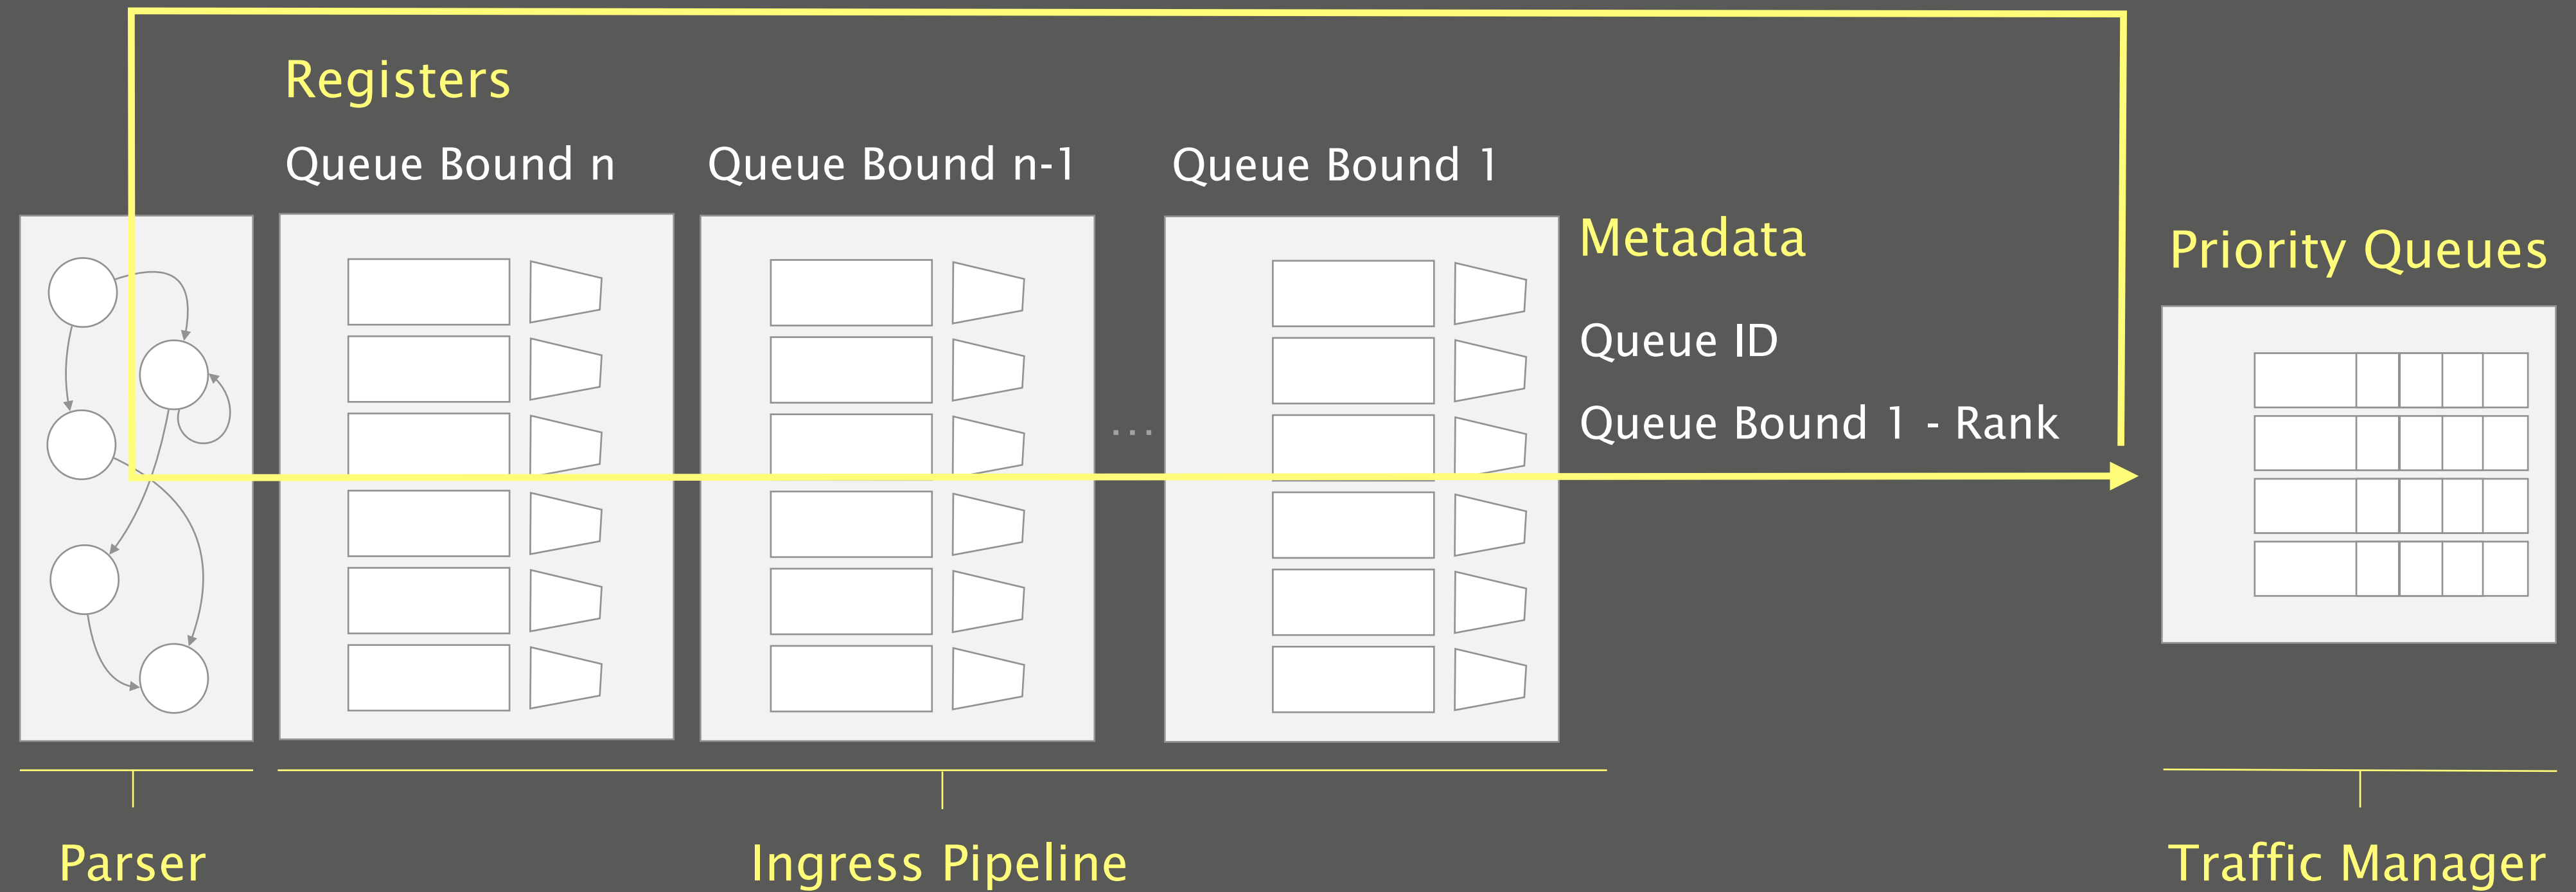 Registers
Queue Bound n
Queue Bound n-1
Queue Bound 1
...
Metadata
Queue ID
Queue Bound 1 - Rank
Priority Queues
Parser
Ingress Pipeline
Traffic Manager